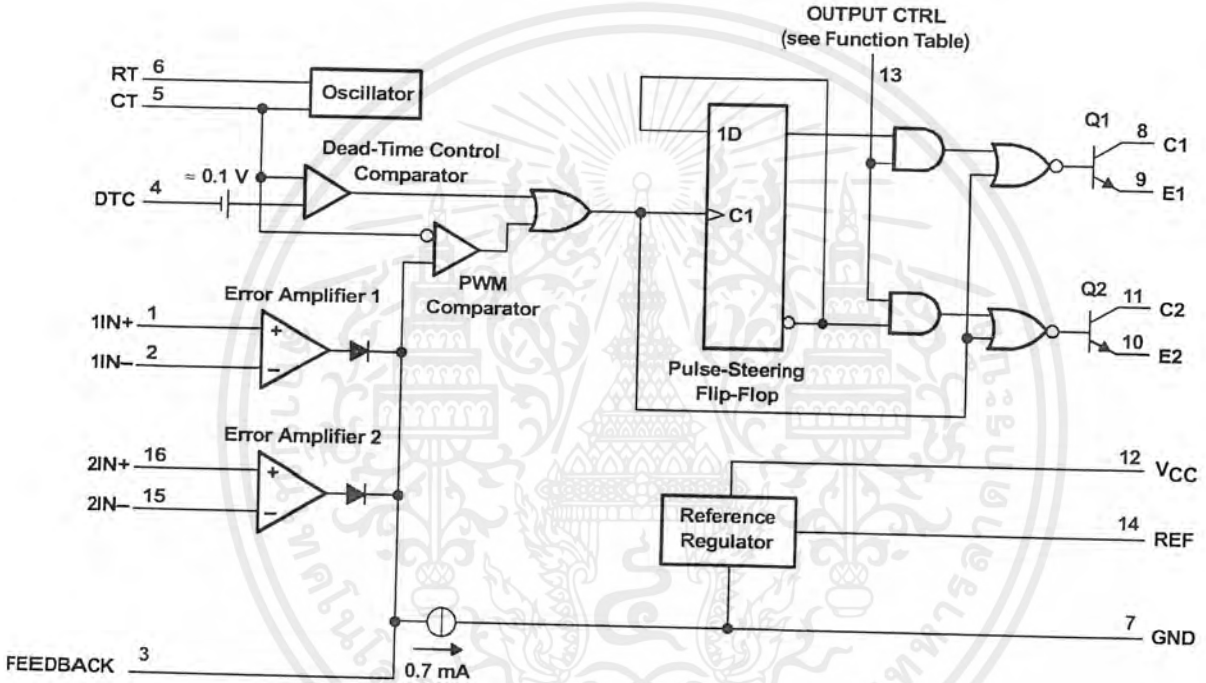 OUTPUT CTRL
(see Function Table)
13
RT 6
CT 5
Oscillator
Dead-Time Control
Comparator
≈ 0.1 V
DTC 4
PWM
Comparator
1D
C1
Pulse-Steering
Flip-Flop
Q1
8 C1
9 E1
Q2
11 C2
10 E2
Error Amplifier 1
1IN+ 1
1IN– 2
+
–
Error Amplifier 2
2IN+ 16
2IN– 15
+
–
12 VCC
Reference
Regulator
14 REF
7 GND
0.7 mA
FEEDBACK 3